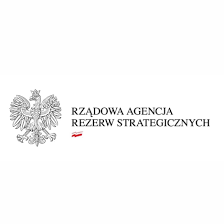 RZĄDOWA AGENCJA
REZERW STRATEGICZNYCH